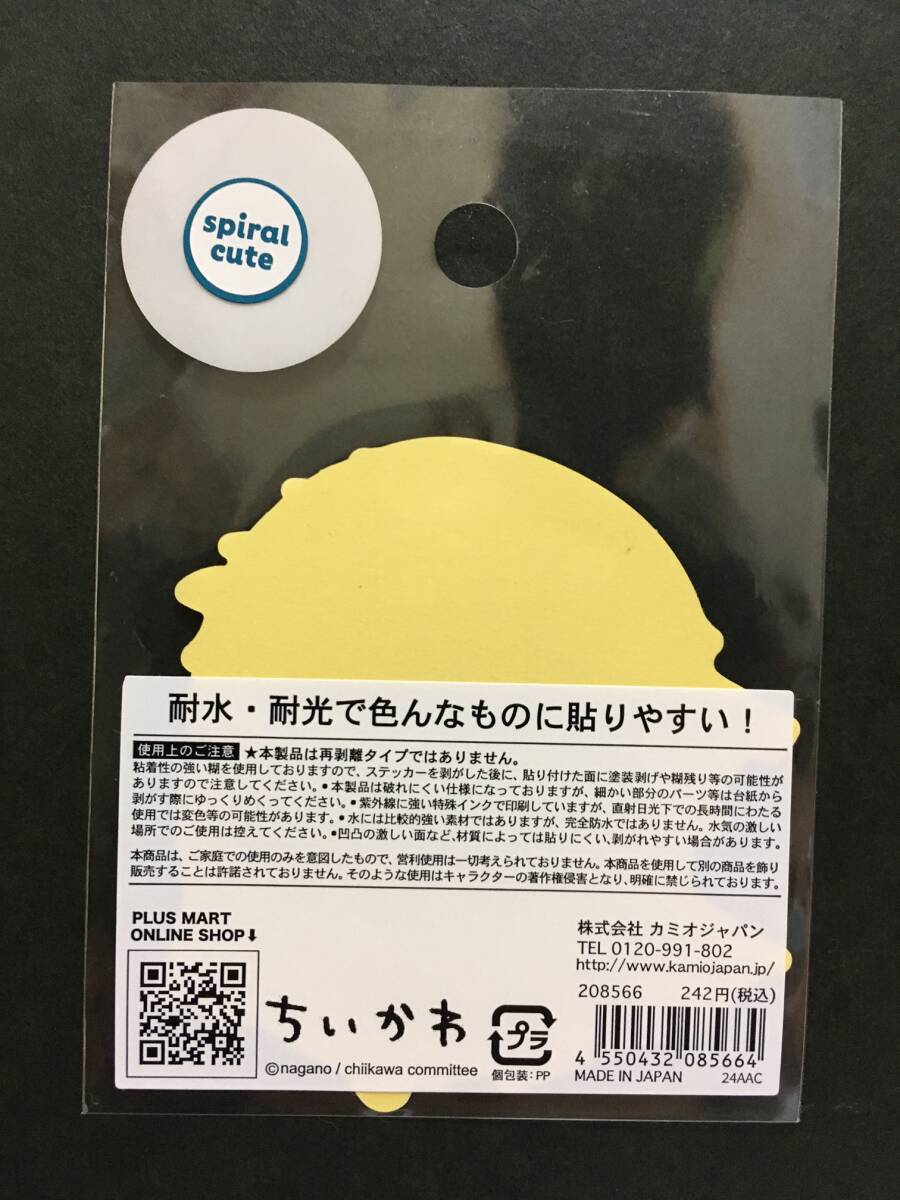 spiral
cute
耐水・耐光で色んなものに貼りやすい！
使用上のご注意 ★本製品は再剥離タイプではありません。
粘着性の強い糊を使用しておりますので、ステッカーを剥がした後に、貼り付けた面に塗装剥げや糊残り等の可能性が
ありますので注意してください。●本製品は破れにくい仕様になっておりますが、細かい部分のパーツ等は台紙から
剥がす際にゆっくりめくってください。●紫外線に強い特殊インクで印刷していますが、直射日光下での長時間にわたる
使用では変色等の可能性があります。●水には比較的強い素材ではありますが、完全防水ではありません。水気の激しい
場所でのご使用は控えてください。●凹凸の激しい面など、材質によっては貼りにくい、剥がれやすい場合があります。
本商品は、ご家庭での使用のみを意図したもので、営利使用は一切考えられておりません。本商品を使用して別の商品を飾り
販売することは許諾されておりません。そのような使用はキャラクターの著作権侵害となり、明確に禁じられております。
PLUS MART
ONLINE SHOP⬇
株式会社 カミオジャパン
TEL 0120-991-802
http://www.kamiojapan.jp/
208566 242円(税込)
ちいかわ
©nagano / chiikawa committee
プラ
個包装：PP
4 550432 085664
MADE IN JAPAN 24AAC